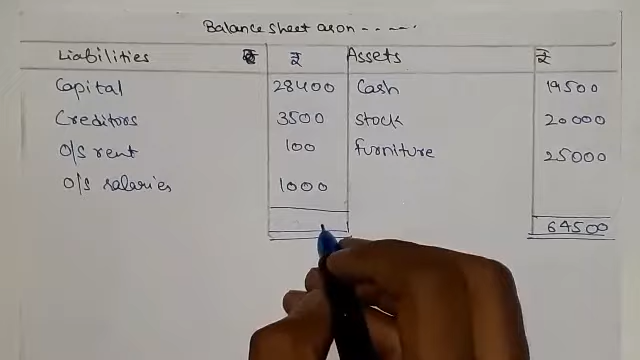 Balance sheet as on - - - - - .
Liabilities ₹ ₹ Assets ₹
Capital 28400 Cash 19500
Creditors 3500 stock 20000
O/S rent 100 furniture 25000
O/S salaries 1000
64500